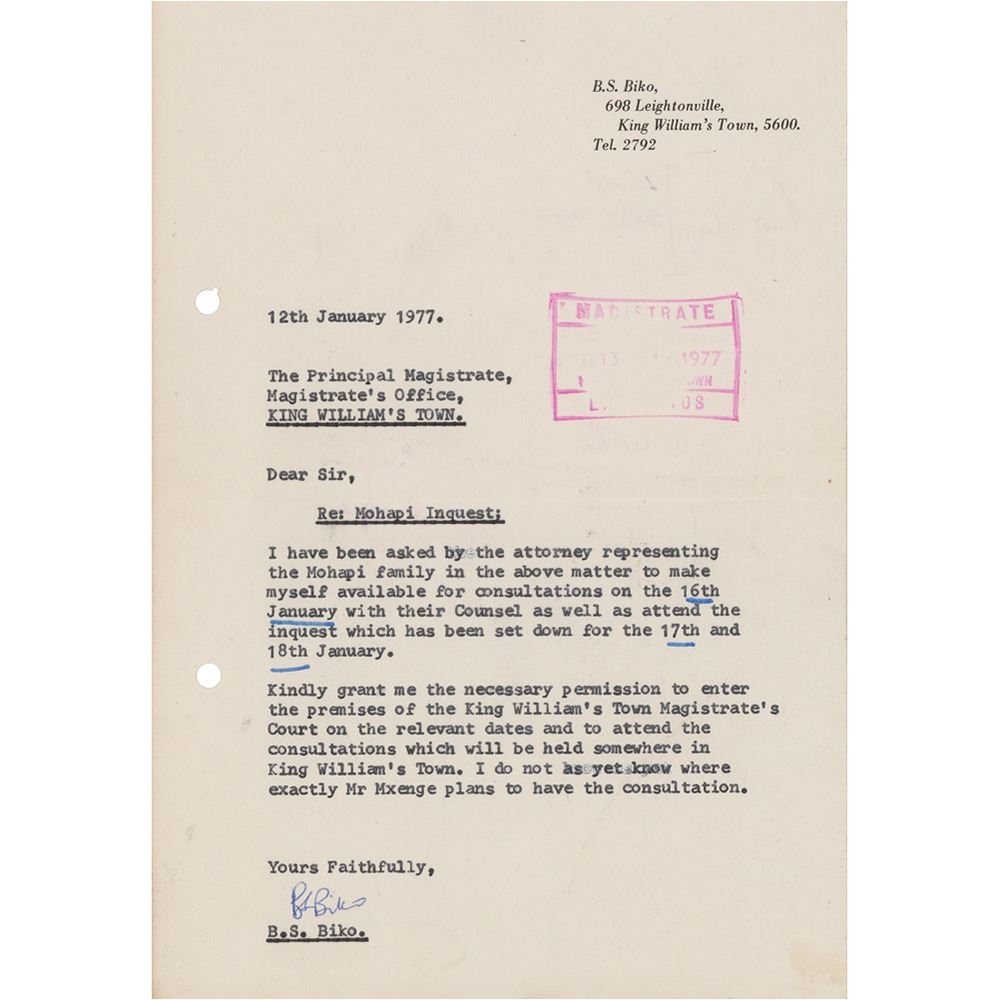 B.S. Biko,
698 Leightonville,
King William's Town, 5600.
Tel. 2792
12th January 1977.
MAGISTRATE
13 1977
The Principal Magistrate,
Magistrate's Office,
KING WILLIAM'S TOWN.
Dear Sir,
Re: Mohapi Inquest;
I have been asked by the attorney representing
the Mohapi family in the above matter to make
myself available for consultations on the 16th
January with their Counsel as well as attend the
inquest which has been set down for the 17th and
18th January.
Kindly grant me the necessary permission to enter
the premises of the King William's Town Magistrate's
Court on the relevant dates and to attend the
consultations which will be held somewhere in
King William's Town. I do not as yet know where
exactly Mr Mxenge plans to have the consultation.
Yours Faithfully,
BS Biko
B.S. Biko.